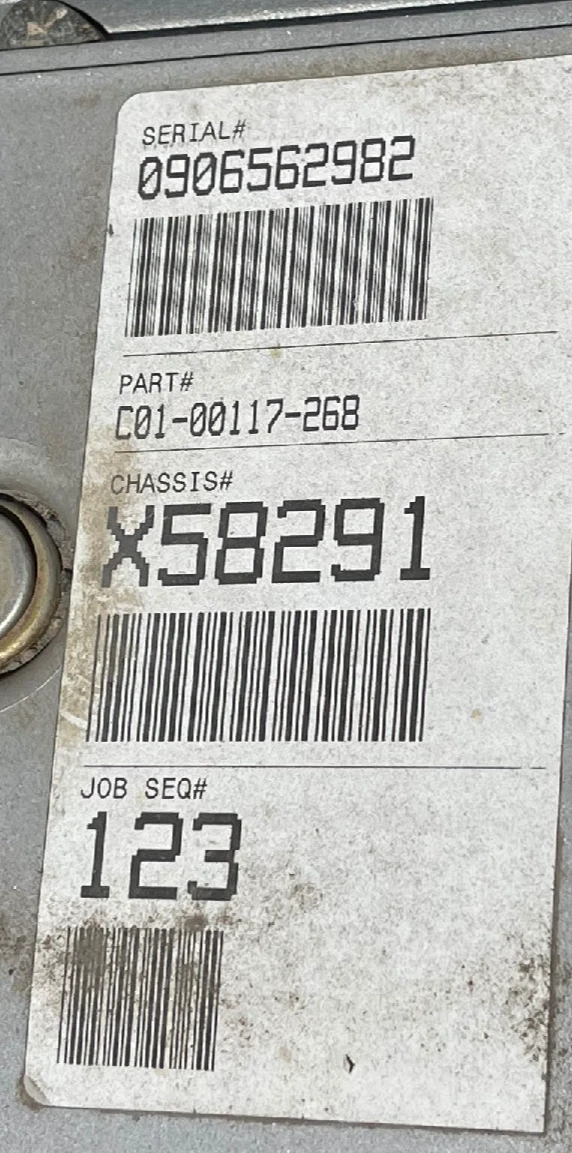 SERIAL#
0906562982
PART#
C01-00117-268
CHASSIS#
X58291
JOB SEQ#
123